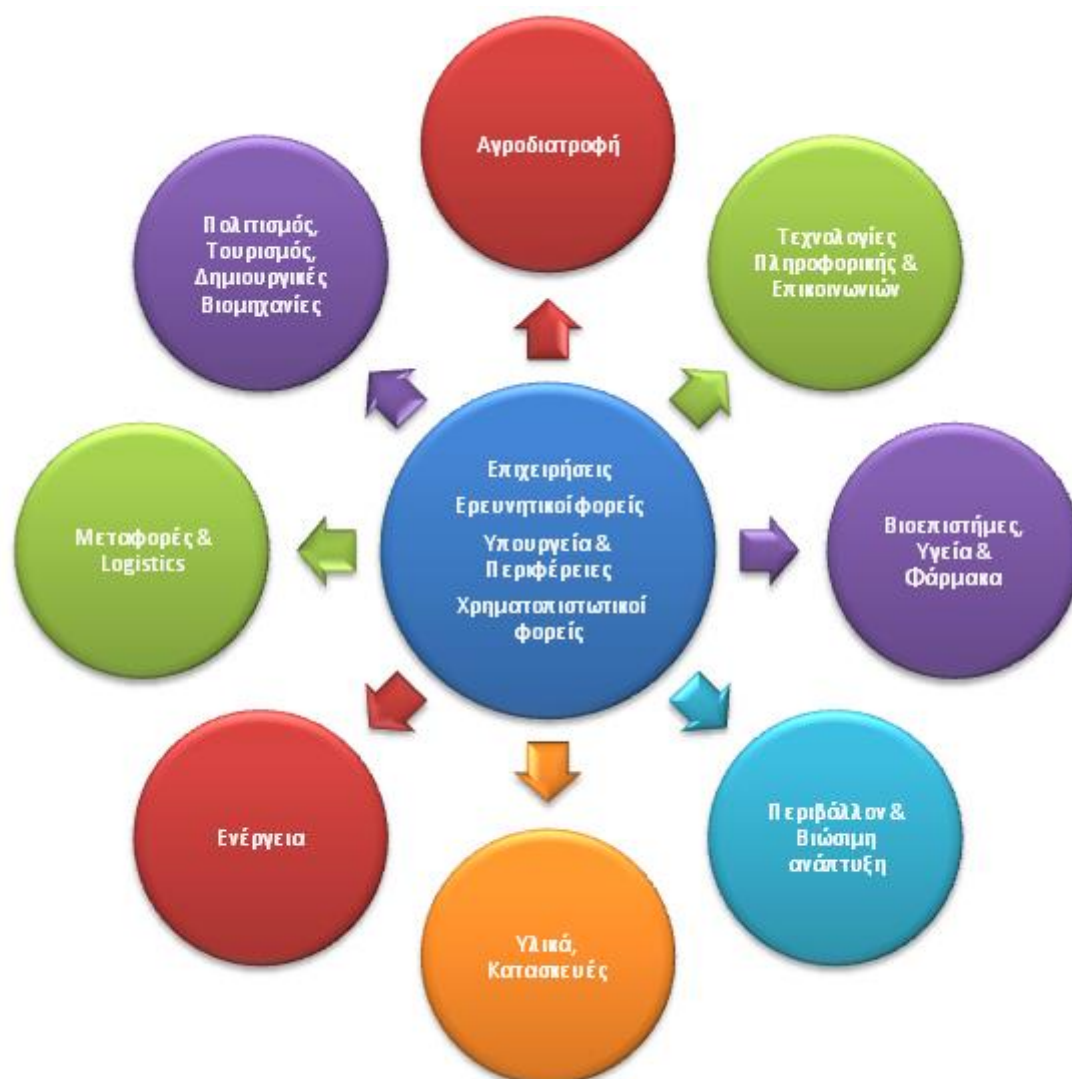 Αγροδιατροφή
Πολιτισμός,
Τουρισμός,
Δημιουργικές
Βιομηχανίες
Τεχνολογίες
Πληροφορικής &
Επικοινωνιών
Επιχειρήσεις
Ερευνητικοί φορείς
Υπουργεία &
Περιφέρειες
Χρηματοπιστωτικοί
φορείς
Μεταφορές &
Logistics
Βιοεπιστήμες,
Υγεία &
Φάρμακα
Ενέργεια
Περιβάλλον &
Βιώσιμη
ανάπτυξη
Υλικά,
Κατασκευές